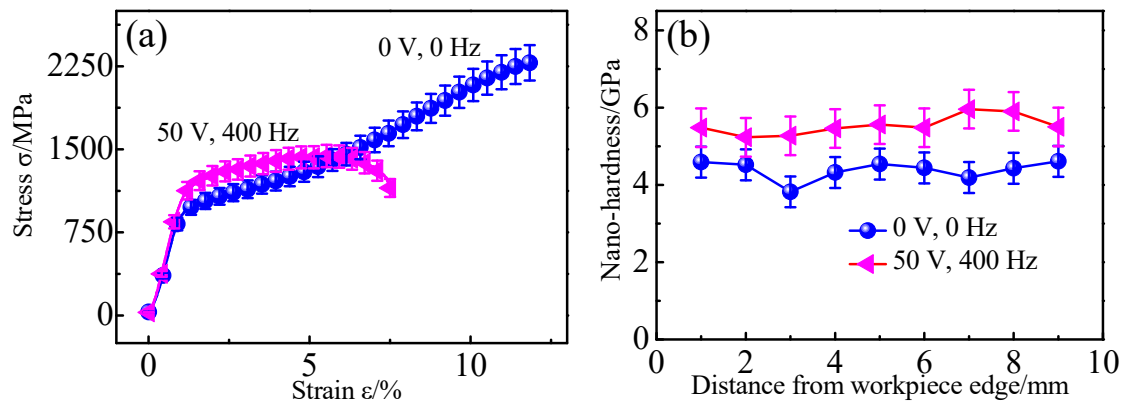 (a)
0 V, 0 Hz
50 V, 400 Hz
Stress σ/MPa
2250
1500
750
0
0
5
10
Strain ε/%
(b)
Nano-hardness/GPa
8
6
4
2
0
0 V, 0 Hz
50 V, 400 Hz
0
2
4
6
8
10
Distance from workpiece edge/mm